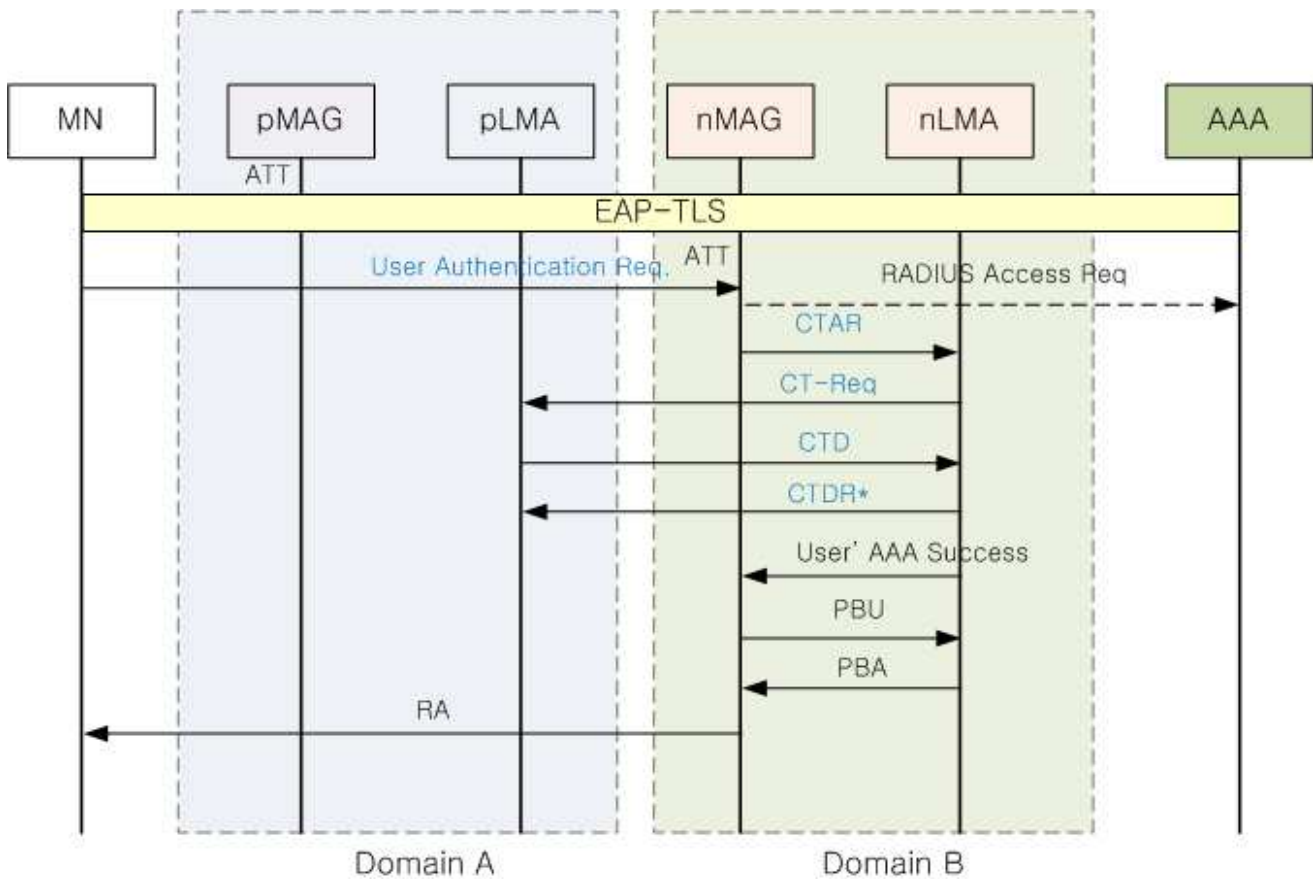 MN
pMAG
pLMA
nMAG
nLMA
AAA
ATT
EAP-TLS
ATT
User Authentication Req.
RADIUS Access Req
CTAR
CT-Req
CTD
CTDR*
User' AAA Success
PBU
PBA
RA
Domain A
Domain B